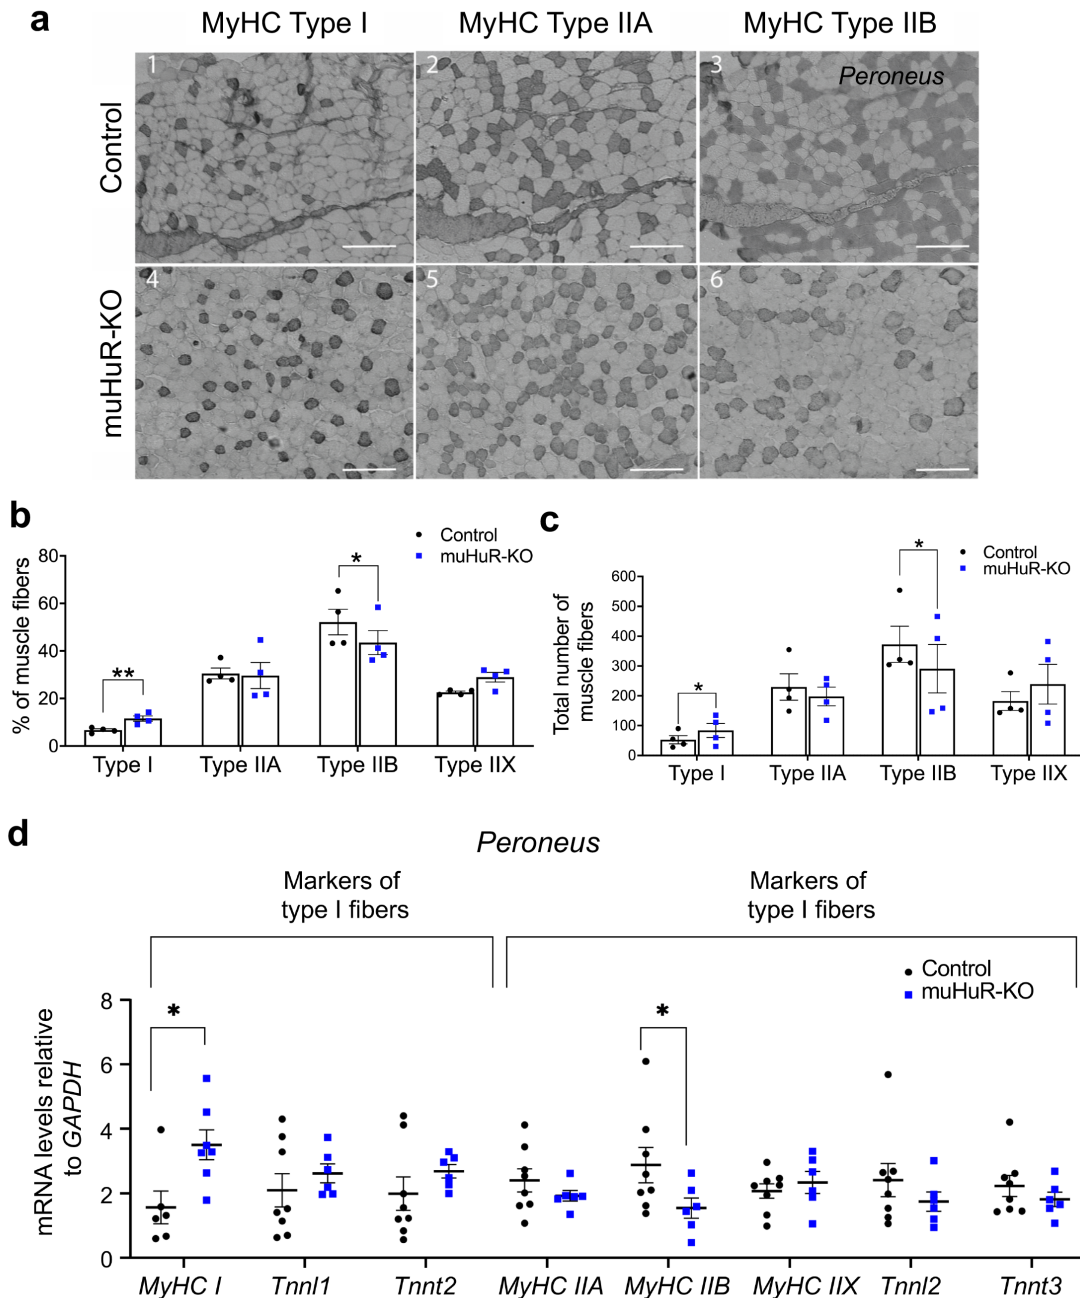 a
MyHC Type I
MyHC Type IIA
MyHC Type IIB
Control
1
2
3
Peroneus
muHuR-KO
4
5
6
b
Control
muHuR-KO
% of muscle fibers
80
60
40
20
0
**
*
Type I
Type IIA
Type IIB
Type IIX
c
Control
muHuR-KO
Total number of
muscle fibers
600
500
400
300
200
100
0
*
*
Type I
Type IIA
Type IIB
Type IIX
d
Peroneus
Markers of
type I fibers
Markers of
type I fibers
Control
muHuR-KO
mRNA levels relative
to GAPDH
8
6
4
2
0
*
*
MyHC I
Tnnl1
Tnnt2
MyHC IIA
MyHC IIB
MyHC IIX
Tnnl2
Tnnt3